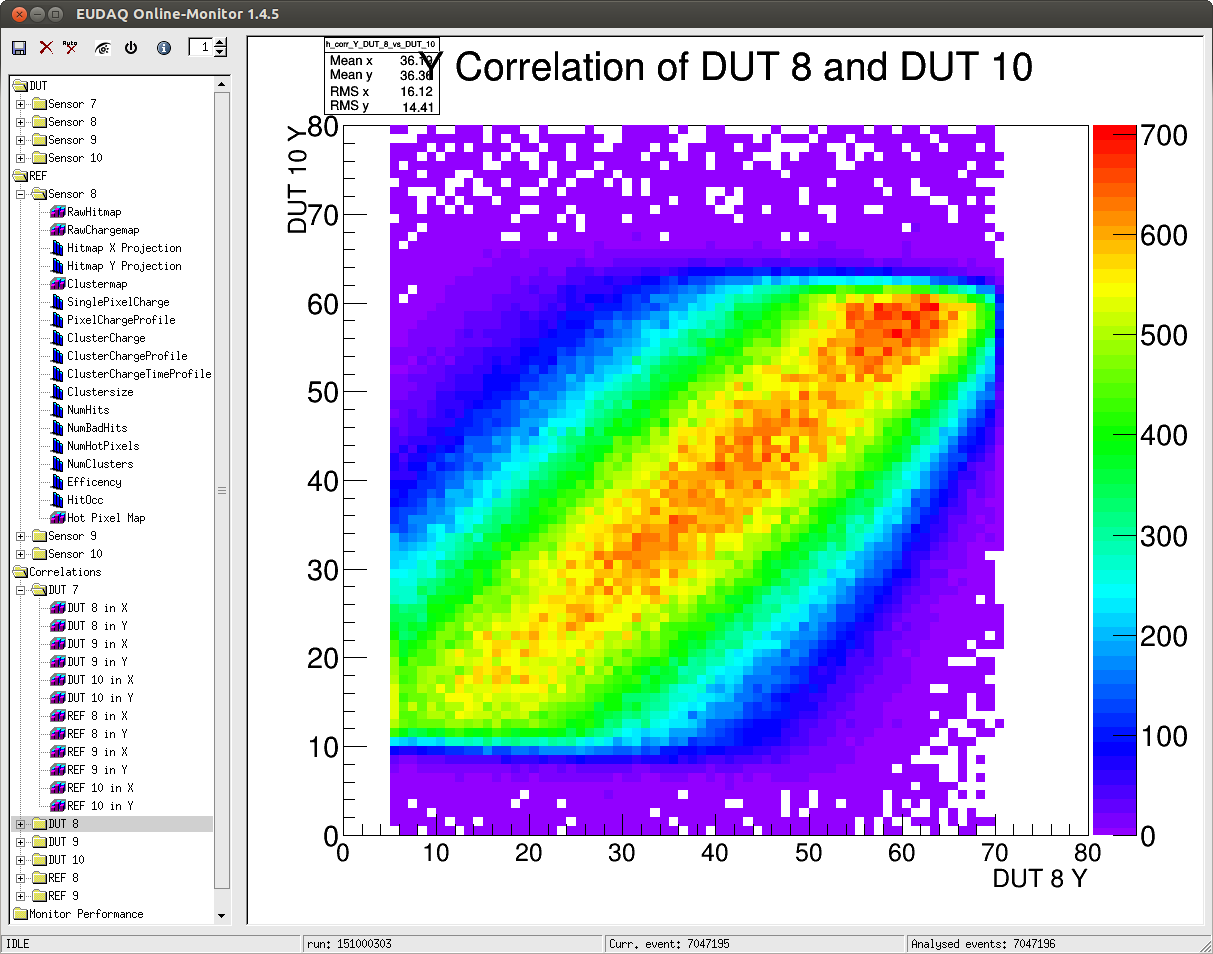 EUDAQ Online-Monitor 1.4.5
Auto
1
DUT
Sensor 7
Sensor 8
Sensor 9
Sensor 10
REF
Sensor 8
RawHitmap
RawChargemap
Hitmap X Projection
Hitmap Y Projection
Clustermap
SinglePixelCharge
PixelChargeProfile
ClusterCharge
ClusterChargeProfile
ClusterChargeTimeProfile
Clustersize
NumHits
NumBadHits
NumHotPixels
NumClusters
Efficency
HitOcc
Hot Pixel Map
Sensor 9
Sensor 10
Correlations
DUT 7
DUT 8 in X
DUT 8 in Y
DUT 9 in X
DUT 9 in Y
DUT 10 in X
DUT 10 in Y
REF 8 in X
REF 8 in Y
REF 9 in X
REF 9 in Y
REF 10 in X
REF 10 in Y
DUT 8
DUT 9
DUT 10
REF 8
REF 9
Monitor Performance
h_corr_Y_DUT_8_vs_DUT_10
Mean x
Mean y 36.36
RMS x 16.12
RMS y 14.41
Y Correlation of DUT 8 and DUT 10
DUT 10 Y
80
70
60
50
40
30
20
10
0
0 10 20 30 40 50 60 70 80
DUT 8 Y
700
600
500
400
300
200
100
0
IDLE
run: 151000303
Curr. event: 7047195
Analysed events: 7047196